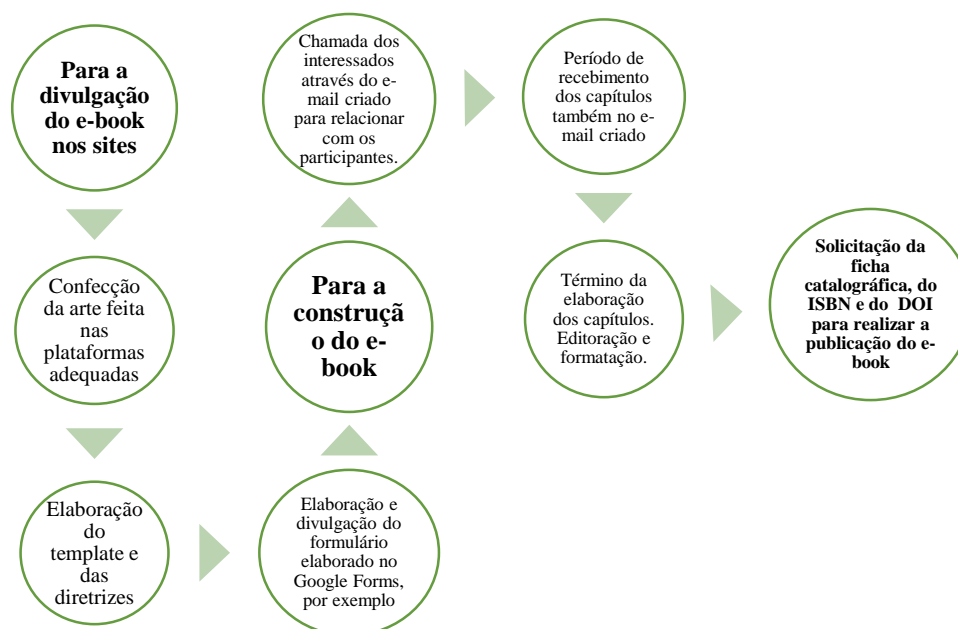 Para a
divulgação
do e-book
nos sites
Confecção
da arte feita
nas
plataformas
adequadas
Elaboração
do
template e
das
diretrizes
Elaboração e
divulgação do
formulário
elaborado no
Google Forms,
por exemplo
Para a
construçã
o do e-
book
Chamada dos
interessados
através do e-
mail criado
para relacionar
com os
participantes.
Período de
recebimento
dos capítulos
também no e-
mail criado
Término da
elaboração
dos capítulos.
Editoração e
formatação.
Solicitação da
ficha
catalográfica, do
ISBN e do DOI
para realizar a
publicação do e-
book